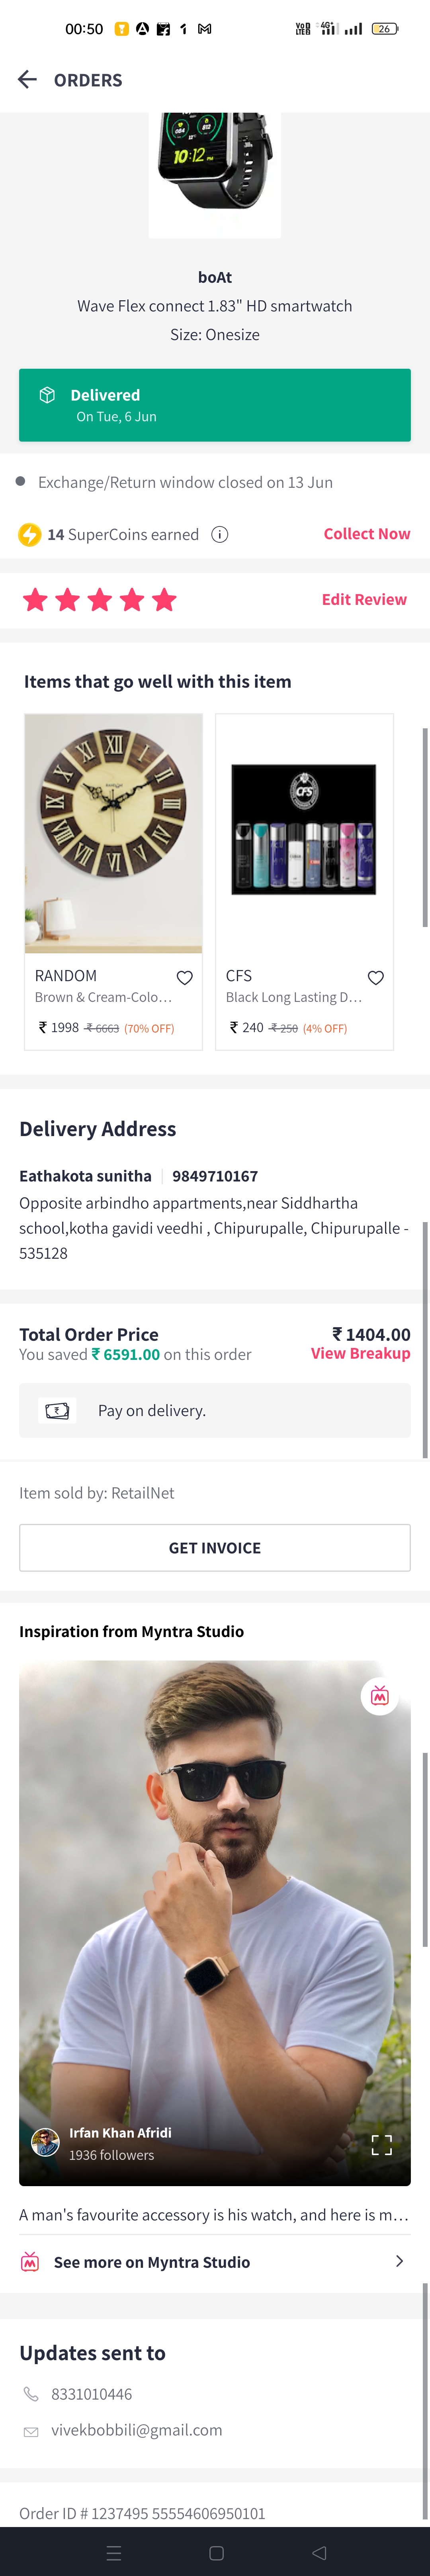 00:50
26
ORDERS
10:12
boAt
Wave Flex connect 1.83" HD smartwatch
Size: Onesize
Delivered
On Tue, 6 Jun
Exchange/Return window closed on 13 Jun
14 SuperCoins earned
Collect Now
Edit Review
Items that go well with this item
CFS
RANDOM
Brown & Cream-Colo...
₹ 1998 ₹ 6663 (70% OFF)
CFS
Black Long Lasting D...
₹ 240 ₹ 250 (4% OFF)
Delivery Address
Eathakota sunitha | 9849710167
Opposite arbindho appartments,near Siddhartha
school,kotha gavidi veedhi , Chipurupalle, Chipurupalle -
535128
Total Order Price
₹ 1404.00
You saved ₹ 6591.00 on this order
View Breakup
Pay on delivery.
Item sold by: RetailNet
GET INVOICE
Inspiration from Myntra Studio
Irfan Khan Afridi
1936 followers
A man's favourite accessory is his watch, and here is m...
See more on Myntra Studio
Updates sent to
8331010446
vivekbobbili@gmail.com
Order ID # 1237495 55554606950101